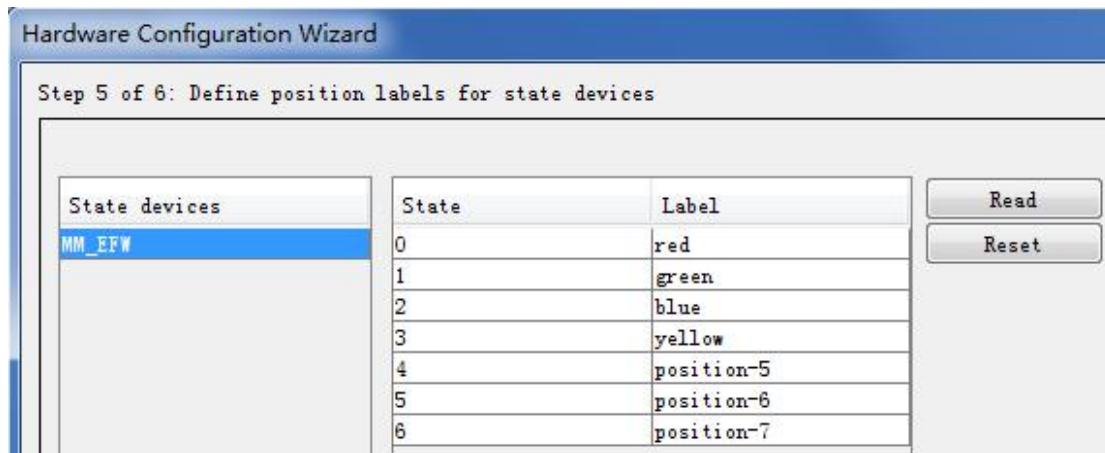 Hardware Configuration Wizard
Step 5 of 6: Define position labels for state devices
State devices State Label Read
MM_EFW 0 red Reset
1 green
2 blue
3 yellow
4 position-5
5 position-6
6 position-7